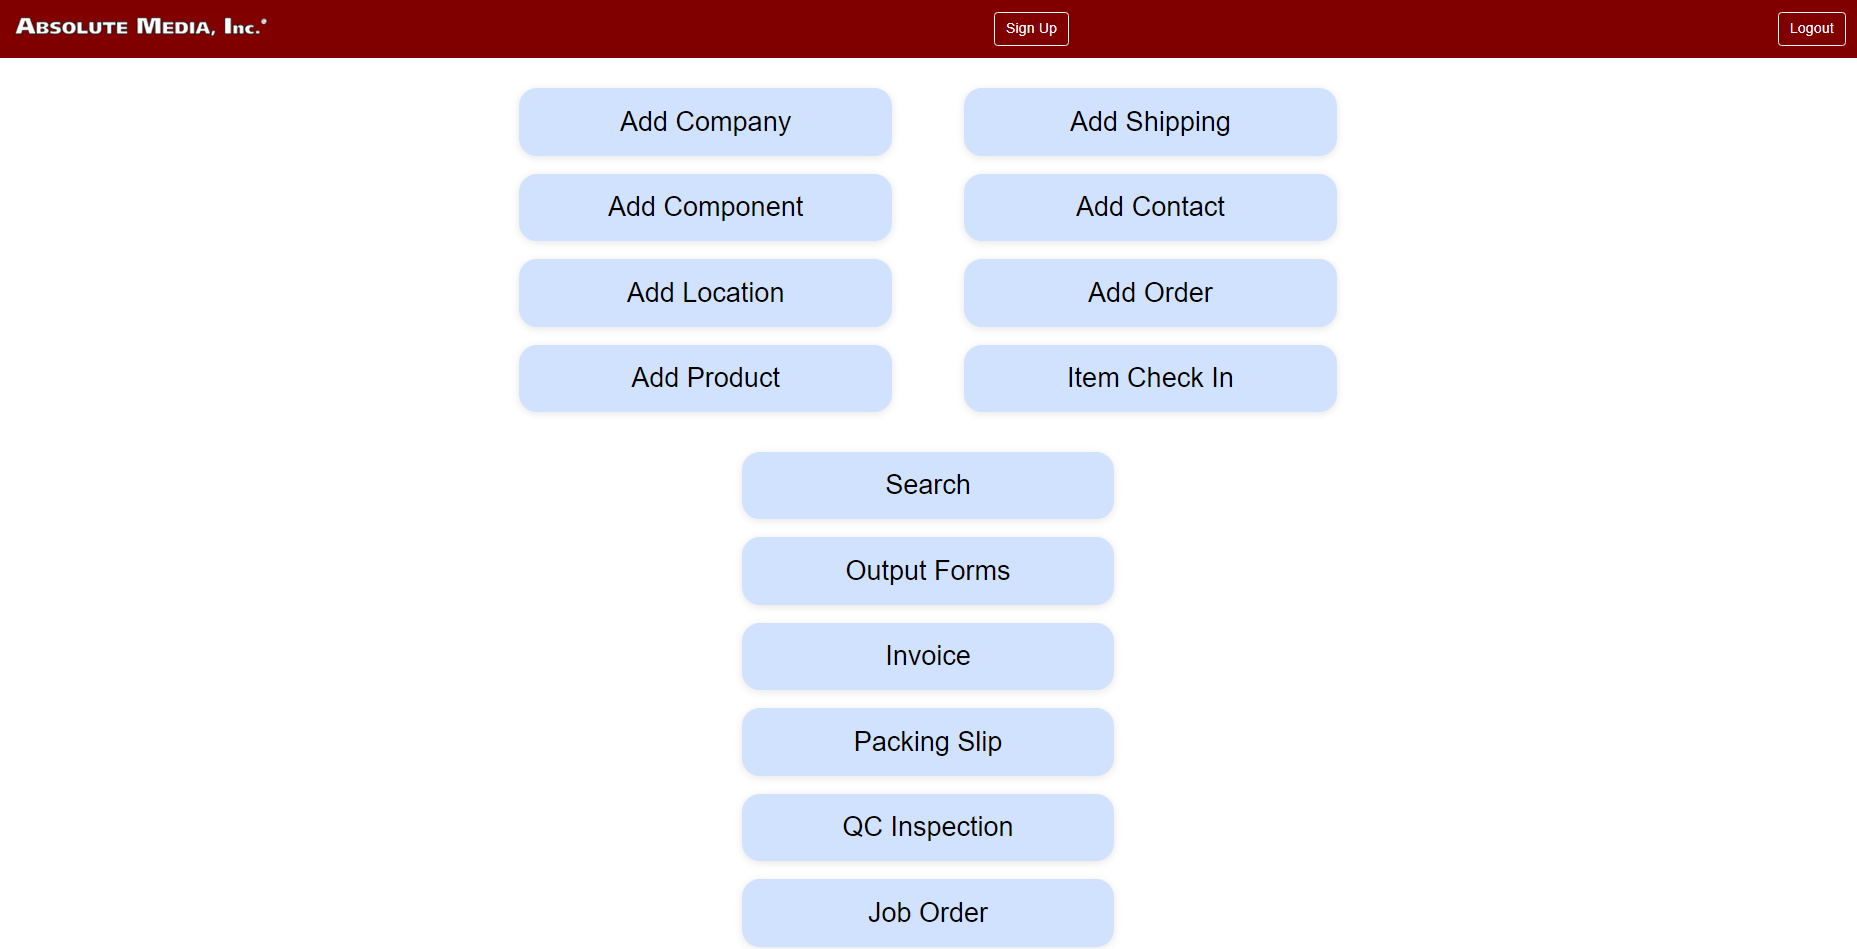 Absolute Media, Inc.®
Sign Up
Logout
Add Company
Add Shipping
Add Component
Add Contact
Add Location
Add Order
Add Product
Item Check In
Search
Output Forms
Invoice
Packing Slip
QC Inspection
Job Order